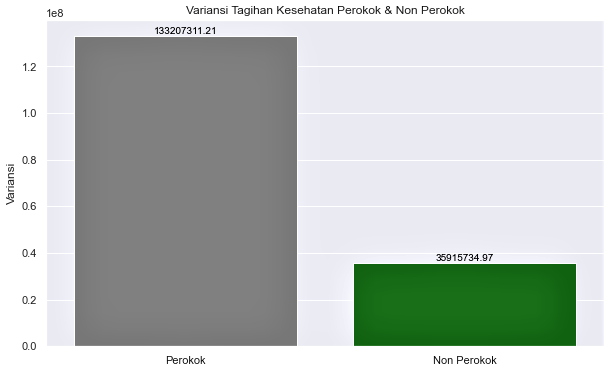 Variansi Tagihan Kesehatan Perokok & Non Perokok
1e8
133207311.21
1.2
1.0
0.8
Variansi
0.6
0.4
35915734.97
0.2
0.0
Perokok
Non Perokok